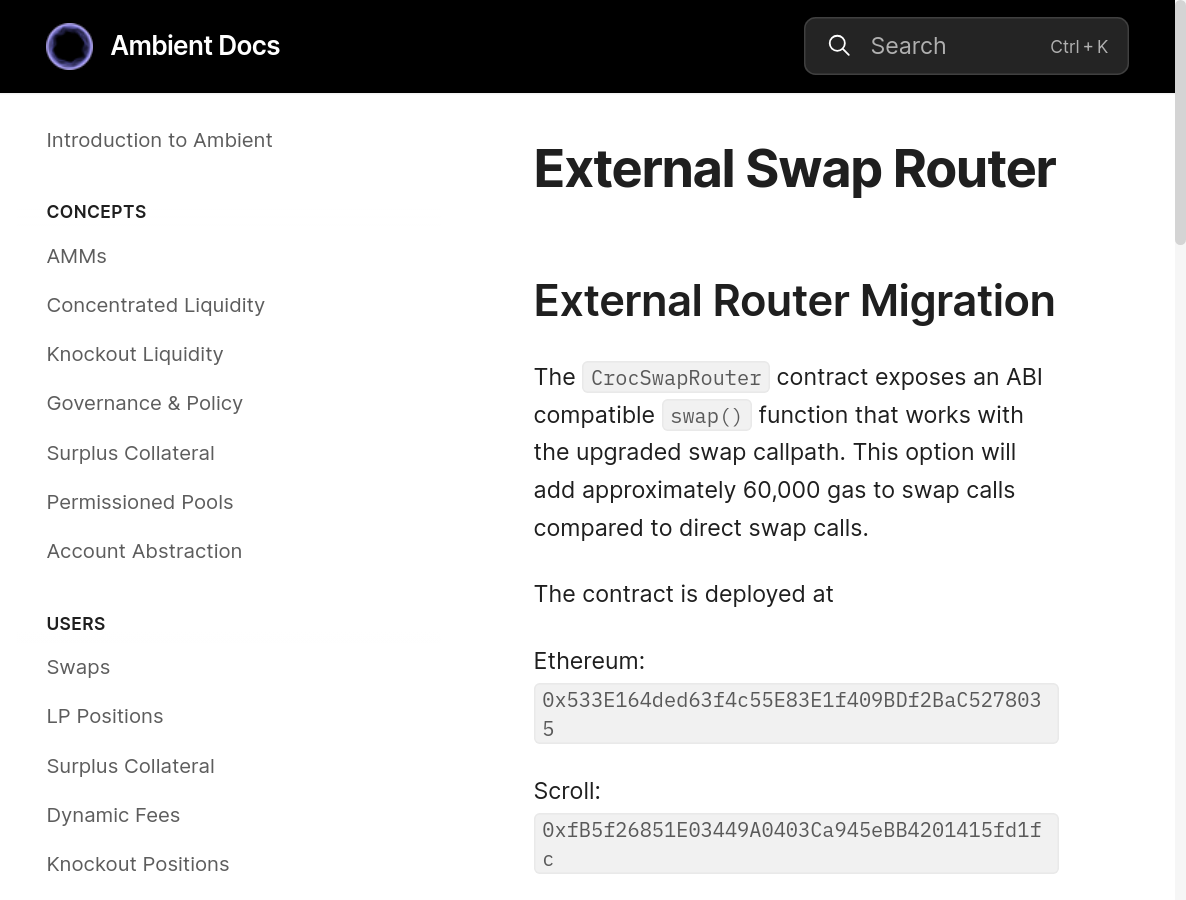 Ambient Docs
Search
Ctrl + K
Introduction to Ambient
CONCEPTS
AMMs
Concentrated Liquidity
Knockout Liquidity
Governance & Policy
Surplus Collateral
Permissioned Pools
Account Abstraction
USERS
Swaps
LP Positions
Surplus Collateral
Dynamic Fees
Knockout Positions
External Swap Router
External Router Migration
The CrocSwapRouter contract exposes an ABI
compatible swap() function that works with
the upgraded swap callpath. This option will
add approximately 60,000 gas to swap calls
compared to direct swap calls.
The contract is deployed at
Ethereum:
0x533E164ded63f4c55E83E1f409BDf2BaC527803
5
Scroll:
0xfB5f26851E03449A0403Ca945eBB4201415fd1f
c